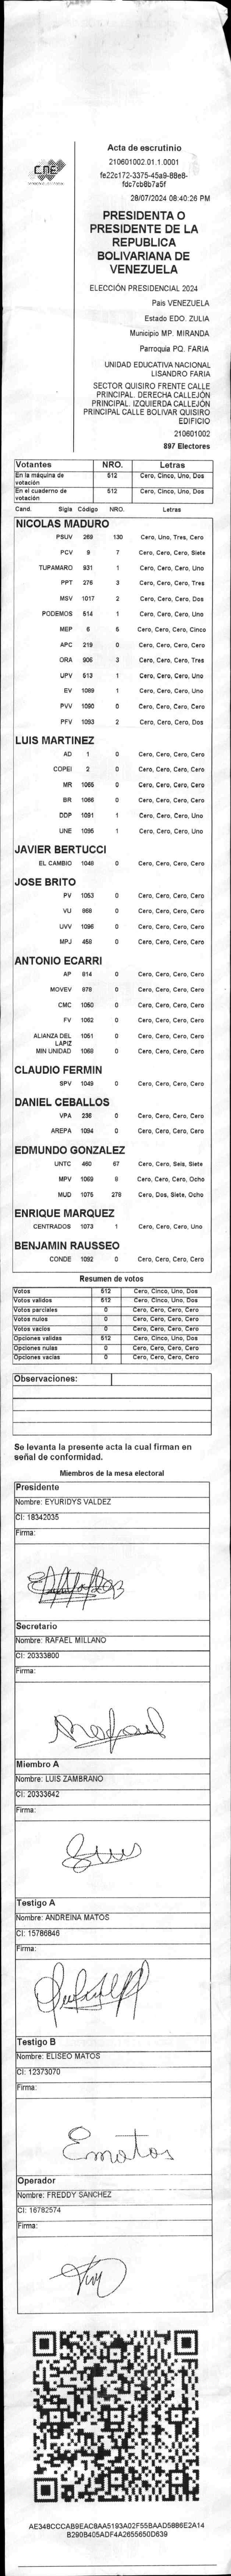 CNE
Acta de escrutinio
210601002.01.1.0001
fe22c172-3375-45a9-88e8-
fdc7cb8b7a5f
28/07/2024 08:40:26 PM
PRESIDENTA O
PRESIDENTE DE LA
REPUBLICA
BOLIVARIANA DE
VENEZUELA
ELECCIÓN PRESIDENCIAL 2024
País VENEZUELA
Estado EDO. ZULIA
Municipio MP. MIRANDA
Parroquia PQ. FARIA
UNIDAD EDUCATIVA NACIONAL
LISANDRO FARIA
SECTOR QUISIRO FRENTE CALLE
PRINCIPAL. DERECHA CALLEJÓN
PRINCIPAL. IZQUIERDA CALLEJÓN
PRINCIPAL CALLE BOLIVAR QUISIRO
EDIFICIO
210601002
897 Electores
Votantes NRO. Letras
En la máquina de votación 512 Cero, Cinco, Uno, Dos
En el cuaderno de votación 512 Cero, Cinco, Uno, Dos
Cand. Sigla Código NRO. Letras
NICOLAS MADURO
PSUV 269 130 Cero, Uno, Tres, Cero
PCV 9 7 Cero, Cero, Cero, Siete
TUPAMARO 931 1 Cero, Cero, Cero, Uno
PPT 276 3 Cero, Cero, Cero, Tres
MSV 1017 2 Cero, Cero, Cero, Dos
PODEMOS 514 1 Cero, Cero, Cero, Uno
MEP 6 5 Cero, Cero, Cero, Cinco
APC 219 0 Cero, Cero, Cero, Cero
ORA 906 3 Cero, Cero, Cero, Tres
UPV 513 1 Cero, Cero, Cero, Uno
EV 1089 1 Cero, Cero, Cero, Uno
PVV 1090 0 Cero, Cero, Cero, Cero
PFV 1093 2 Cero, Cero, Cero, Dos
LUIS MARTINEZ
AD 1 0 Cero, Cero, Cero, Cero
COPEI 2 0 Cero, Cero, Cero, Cero
MR 1065 0 Cero, Cero, Cero, Cero
BR 1066 0 Cero, Cero, Cero, Cero
DDP 1091 1 Cero, Cero, Cero, Uno
UNE 1095 1 Cero, Cero, Cero, Uno
JAVIER BERTUCCI
EL CAMBIO 1048 0 Cero, Cero, Cero, Cero
JOSE BRITO
PV 1053 0 Cero, Cero, Cero, Cero
VU 868 0 Cero, Cero, Cero, Cero
UVV 1096 0 Cero, Cero, Cero, Cero
MPJ 458 0 Cero, Cero, Cero, Cero
ANTONIO ECARRI
AP 814 0 Cero, Cero, Cero, Cero
MOVEV 978 0 Cero, Cero, Cero, Cero
CMC 1050 0 Cero, Cero, Cero, Cero
FV 1062 0 Cero, Cero, Cero, Cero
ALIANZA DEL LAPIZ 1051 0 Cero, Cero, Cero, Cero
MIN UNIDAD 1068 0 Cero, Cero, Cero, Cero
CLAUDIO FERMIN
SPV 1049 0 Cero, Cero, Cero, Cero
DANIEL CEBALLOS
VPA 236 0 Cero, Cero, Cero, Cero
AREPA 1094 0 Cero, Cero, Cero, Cero
EDMUNDO GONZALEZ
UNTC 460 67 Cero, Cero, Seis, Siete
MPV 1069 8 Cero, Cero, Cero, Ocho
MUD 1075 278 Cero, Dos, Siete, Ocho
ENRIQUE MARQUEZ
CENTRADOS 1073 1 Cero, Cero, Cero, Uno
BENJAMIN RAUSSEO
CONDE 1092 0 Cero, Cero, Cero, Cero
Resumen de votos
Votos 512 Cero, Cinco, Uno, Dos
Votos validos 512 Cero, Cinco, Uno, Dos
Votos parciales 0 Cero, Cero, Cero, Cero
Votos nulos 0 Cero, Cero, Cero, Cero
Votos vacios 0 Cero, Cero, Cero, Cero
Opciones validas 512 Cero, Cinco, Uno, Dos
Opciones nulas 0 Cero, Cero, Cero, Cero
Opciones vacias 0 Cero, Cero, Cero, Cero
Observaciones:
Se levanta la presente acta la cual firman en
señal de conformidad.
Miembros de la mesa electoral
Presidente
Nombre: EYURIDYS VALDEZ
CI: 18342035
Firma:
Secretario
Nombre: RAFAEL MILLANO
CI: 20333800
Firma:
Rafael
Miembro A
Nombre: LUIS ZAMBRANO
CI: 20333642
Firma:
Luis
Testigo A
Nombre: ANDREINA MATOS
CI: 15786846
Firma:
Testigo B
Nombre: ELISEO MATOS
CI: 12373070
Firma:
Ematos
Operador
Nombre: FREDDY SANCHEZ
CI: 16782574
Firma:
AE348CCCAB9EAC8AA5193A02F55BAAD5886E2A14
B290B405ADF4A2655650D639